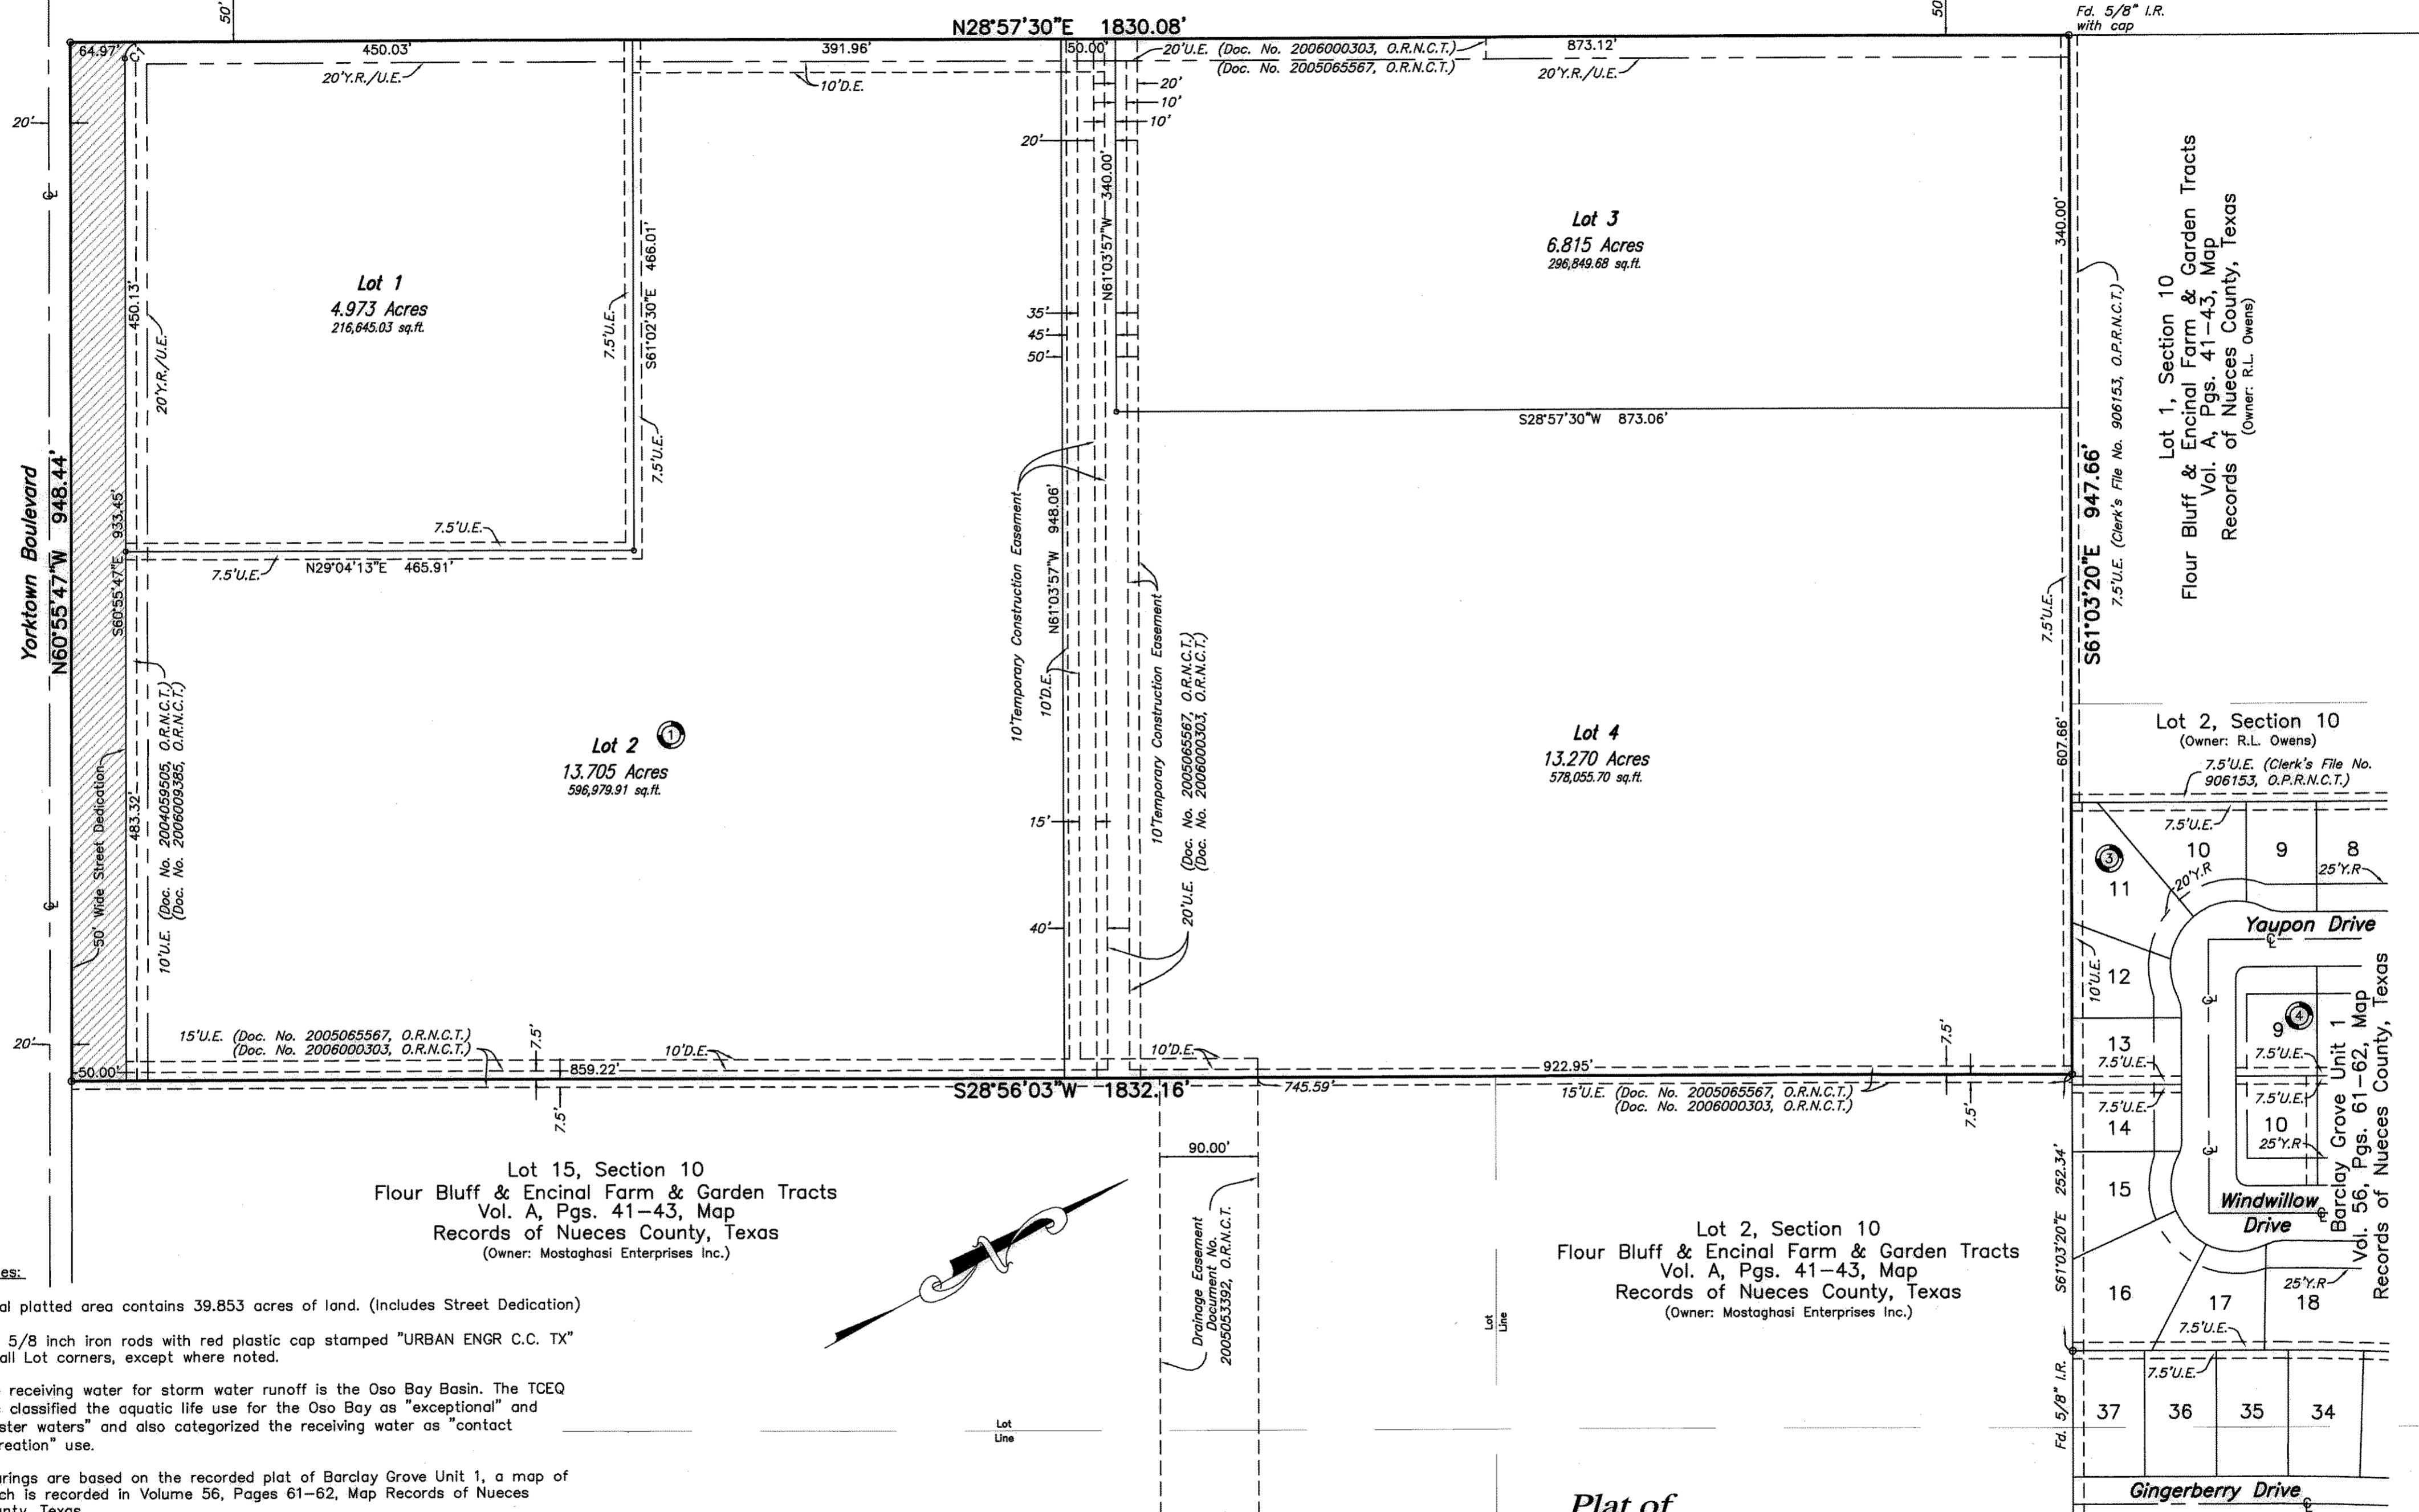 50'
N28°57'30"E 1830.08'
50'
Fd. 5/8" I.R.
with cap
64.97'
C1
450.03'
391.96'
50.00'
20'U.E. (Doc. No. 2006000303, O.R.N.C.T.)
(Doc. No. 2005065567, O.R.N.C.T.)
873.12'
20'Y.R./U.E.
10'D.E.
20'Y.R./U.E.
20'
10'
10'
20'
20'
N61°03'57"W 340.00'
340.00'
Lot 1
4.973 Acres
216,645.03 sq.ft.
450.13'
20'Y.R./U.E.
7.5'U.E.
S61°02'30"E 466.01'
7.5'U.E.
35'
45'
50'
Lot 3
6.815 Acres
296,849.68 sq.ft.
S28°57'30"W 873.06'
7.5'U.E. (Clerk's File No. 906153, O.P.R.N.C.T.)
Lot 1, Section 10
Flour Bluff & Encinal Farm & Garden Tracts
Vol. A, Pgs. 41-43, Map
Records of Nueces County, Texas
(Owner: R.L. Owens)
Yorktown Boulevard
N60°55'47"W 948.44'
S60°55'47"E 933.45'
7.5'U.E.
7.5'U.E.
N29°04'13"E 465.91'
10'Temporary Construction Easement
N61°03'57"W 948.06'
10'D.E.
10'Temporary Construction Easement
20'U.E. (Doc. No. 2005065567, O.R.N.C.T.)
(Doc. No. 2006000303, O.R.N.C.T.)
7.5'U.E.
S61°03'20"E 947.66'
607.66'
50' Wide Street Dedication
483.32'
10'U.E. (Doc. No. 2004059505, O.R.N.C.T.)
(Doc. No. 2006009385, O.R.N.C.T.)
Lot 2
1
13.705 Acres
596,979.91 sq.ft.
15'
40'
Lot 4
13.270 Acres
578,055.70 sq.ft.
Lot 2, Section 10
(Owner: R.L. Owens)
7.5'U.E. (Clerk's File No.
906153, O.P.R.N.C.T.)
7.5'U.E.
3
11
10
9
8
20'Y.R
25'Y.R
Yaupon Drive
12
10'U.E.
13
7.5'U.E.
9
4
7.5'U.E.
7.5'U.E.
14
7.5'U.E.
10
25'Y.R
15
Windwillow
Drive
Barclay Grove Unit 1
Vol. 56, Pgs. 61-62, Map
Records of Nueces County, Texas
16
17
18
25'Y.R
7.5'U.E.
7.5'U.E.
37
36
35
34
Gingerberry Drive
20'
15'U.E. (Doc. No. 2005065567, O.R.N.C.T.)
(Doc. No. 2006000303, O.R.N.C.T.)
7.5'
10'D.E.
10'D.E.
7.5'
50.00'
859.22'
7.5'
S28°56'03"W 1832.16'
745.59'
922.95'
15'U.E. (Doc. No. 2005065567, O.R.N.C.T.)
(Doc. No. 2006000303, O.R.N.C.T.)
7.5'
S61°03'20"E 252.34'
Fd. 5/8" I.R.
90.00'
Drainage Easement
Document No.
2005053392, O.R.N.C.T.
Lot 15, Section 10
Flour Bluff & Encinal Farm & Garden Tracts
Vol. A, Pgs. 41-43, Map
Records of Nueces County, Texas
(Owner: Mostaghasi Enterprises Inc.)
N
Lot
Line
Lot 2, Section 10
Flour Bluff & Encinal Farm & Garden Tracts
Vol. A, Pgs. 41-43, Map
Records of Nueces County, Texas
(Owner: Mostaghasi Enterprises Inc.)
Lot
Line
es:
al platted area contains 39.853 acres of land. (Includes Street Dedication)
5/8 inch iron rods with red plastic cap stamped "URBAN ENGR C.C. TX"
all Lot corners, except where noted.
receiving water for storm water runoff is the Oso Bay Basin. The TCEQ
classified the aquatic life use for the Oso Bay as "exceptional" and
ster waters" and also categorized the receiving water as "contact
reation" use.
rings are based on the recorded plat of Barclay Grove Unit 1, a map of
ch is recorded in Volume 56, Pages 61-62, Map Records of Nueces
unty, Texas
Plat of